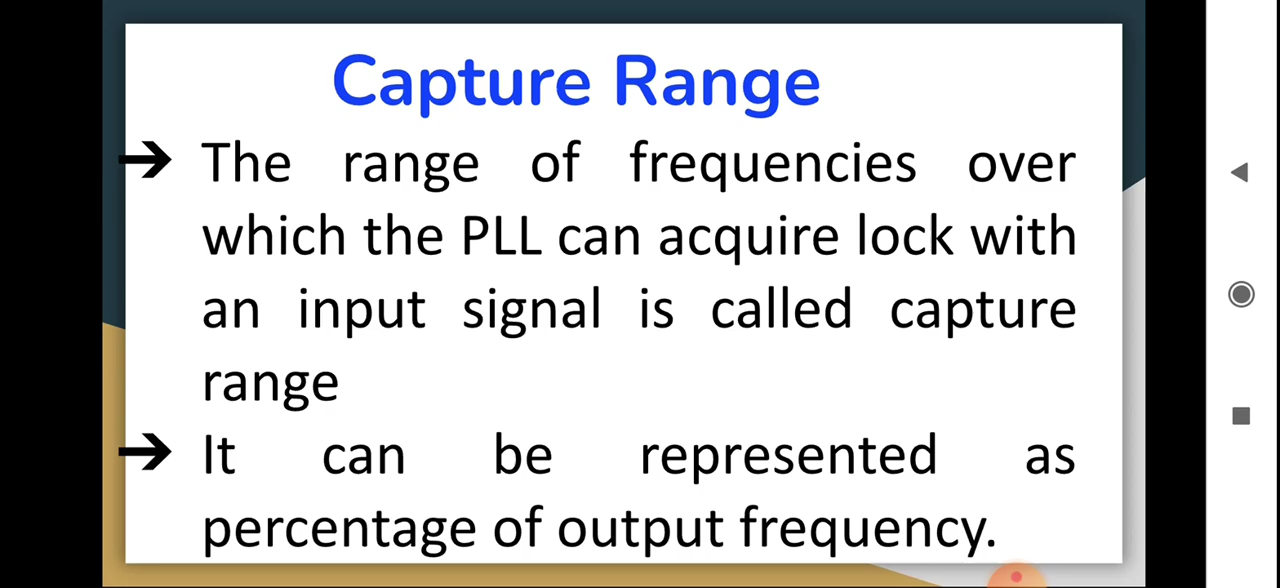 Capture Range
➔ The range of frequencies over
which the PLL can acquire lock with
an input signal is called capture
range
➔ It can be represented as
percentage of output frequency.